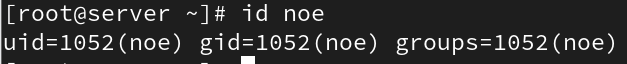 [root@server ~]# id noe
uid=1052(noe) gid=1052(noe) groups=1052(noe)